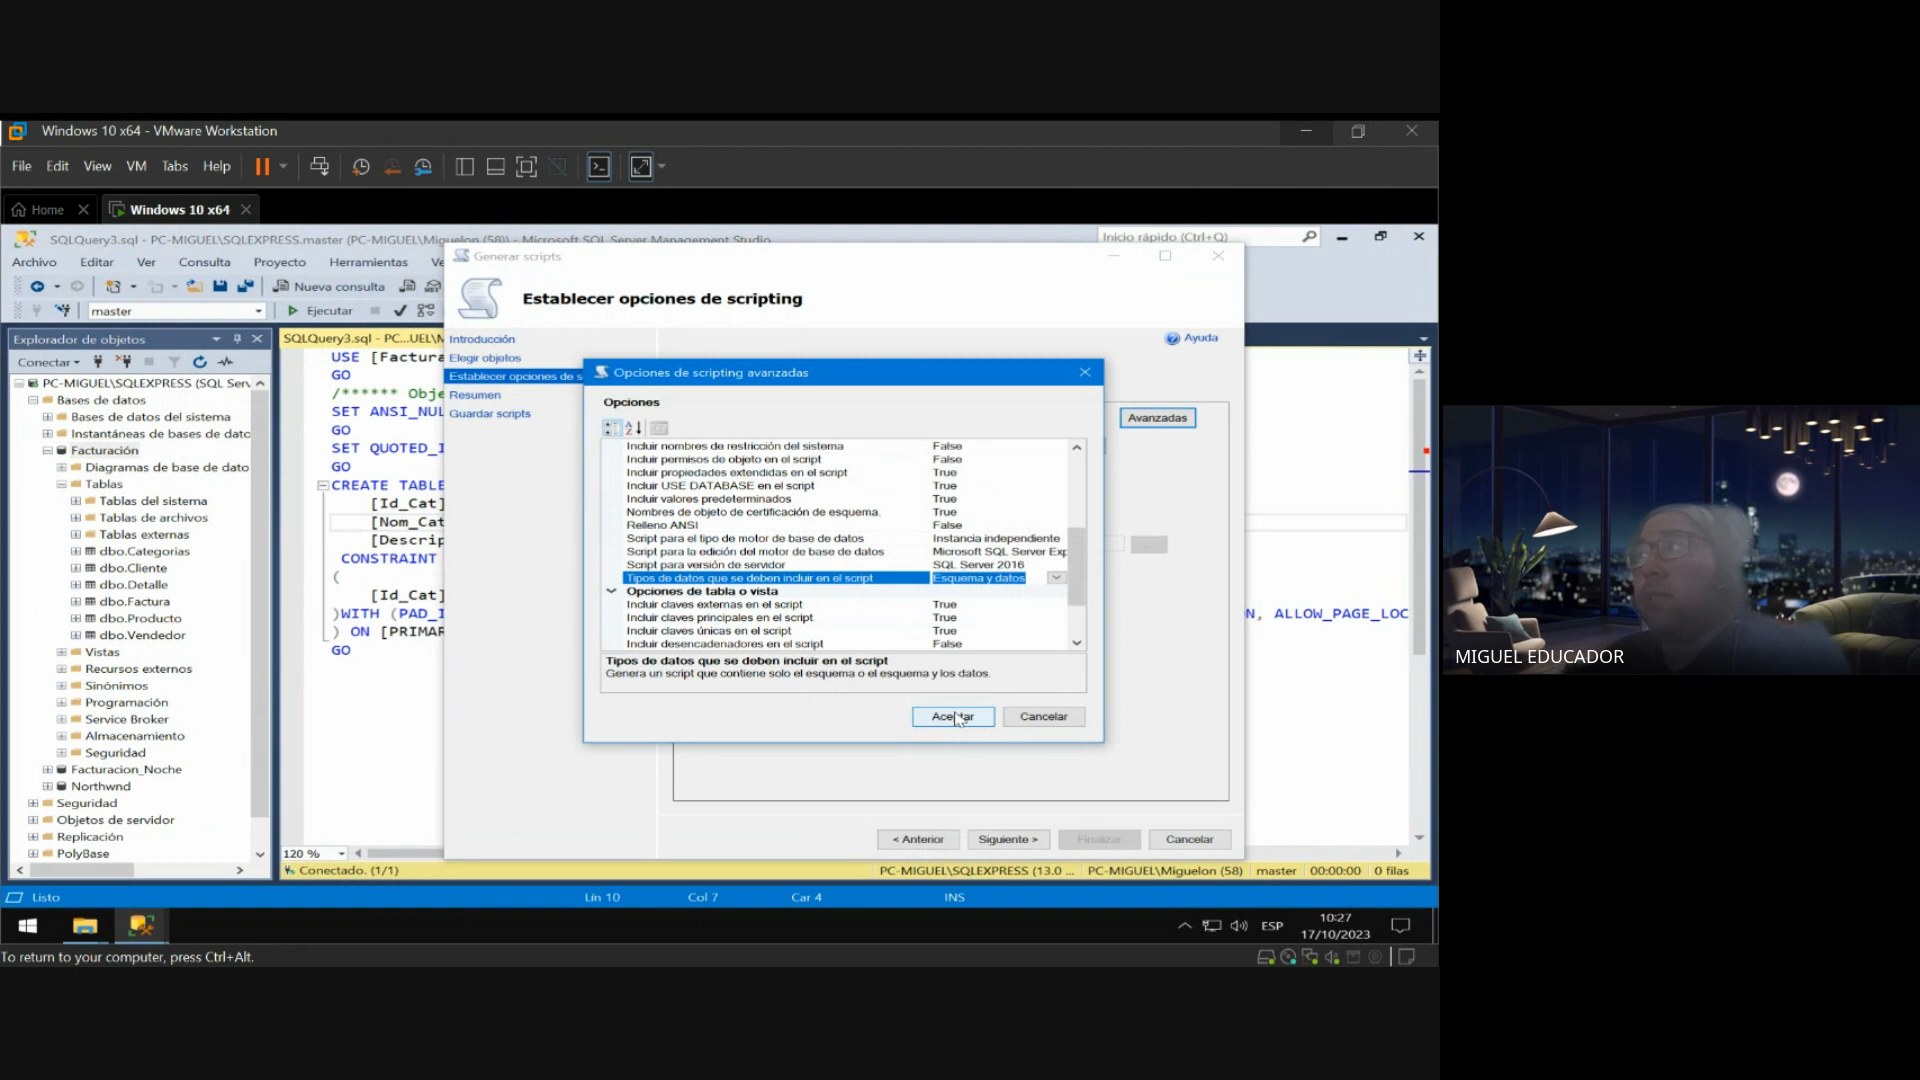 Windows 10 x64 - VMware Workstation
File Edit View VM Tabs Help
Home
Windows 10 x64
SQLQuery3.sql - PC-MIGUEL\SQLEXPRESS.master (PC-MIGUEL\Miguelon (58)) - Microsoft SQL Server Management Studio
Inicio rápido (Ctrl+Q)
Archivo Editar Ver Consulta Proyecto Herramientas Ve
Nueva consulta
master
Ejecutar
Explorador de objetos
Conectar
PC-MIGUEL\SQLEXPRESS (SQL Serv
Bases de datos
Bases de datos del sistema
Instantáneas de bases de dato
Facturación
Diagramas de base de dato
Tablas
Tablas del sistema
Tablas de archivos
Tablas externas
dbo.Categorias
dbo.Cliente
dbo.Detalle
dbo.Factura
dbo.Producto
dbo.Vendedor
Vistas
Recursos externos
Sinónimos
Programación
Service Broker
Almacenamiento
Seguridad
Facturacion_Noche
Northwnd
Seguridad
Objetos de servidor
Replicación
PolyBase
SQLQuery3.sql - PC...UEL\M
USE [Factura
GO
/****** Obje
SET ANSI_NUL
GO
SET QUOTED_I
GO
CREATE TABLE
[Id_Cat]
[Nom_Cat
[Descrip
CONSTRAINT
(
[Id_Cat]
)WITH (PAD_I
N, ALLOW_PAGE_LOC
) ON [PRIMAR
GO
120 %
Generar scripts
Establecer opciones de scripting
Introducción
Elegir objetos
Establecer opciones de s
Resumen
Guardar scripts
Ayuda
Avanzadas
...
Opciones de scripting avanzadas
Opciones
Incluir nombres de restricción del sistema False
Incluir permisos de objeto en el script False
Incluir propiedades extendidas en el script True
Incluir USE DATABASE en el script True
Incluir valores predeterminados True
Nombres de objeto de certificación de esquema. True
Relleno ANSI False
Script para el tipo de motor de base de datos Instancia independiente
Script para la edición del motor de base de datos Microsoft SQL Server Exp
Script para versión de servidor SQL Server 2016
Tipos de datos que se deben incluir en el script Esquema y datos
Opciones de tabla o vista
Incluir claves externas en el script True
Incluir claves principales en el script True
Incluir claves únicas en el script True
Incluir desencadenadores en el script False
Tipos de datos que se deben incluir en el script
Genera un script que contiene solo el esquema o el esquema y los datos.
Aceptar Cancelar
< Anterior Siguiente > Finalizar Cancelar
Conectado. (1/1)
PC-MIGUEL\SQLEXPRESS (13.0 ... PC-MIGUEL\Miguelon (58) master 00:00:00 0 filas
Listo Lín 10 Col 7 Car 4 INS
ESP
10:27
17/10/2023
To return to your computer, press Ctrl+Alt.
MIGUEL EDUCADOR